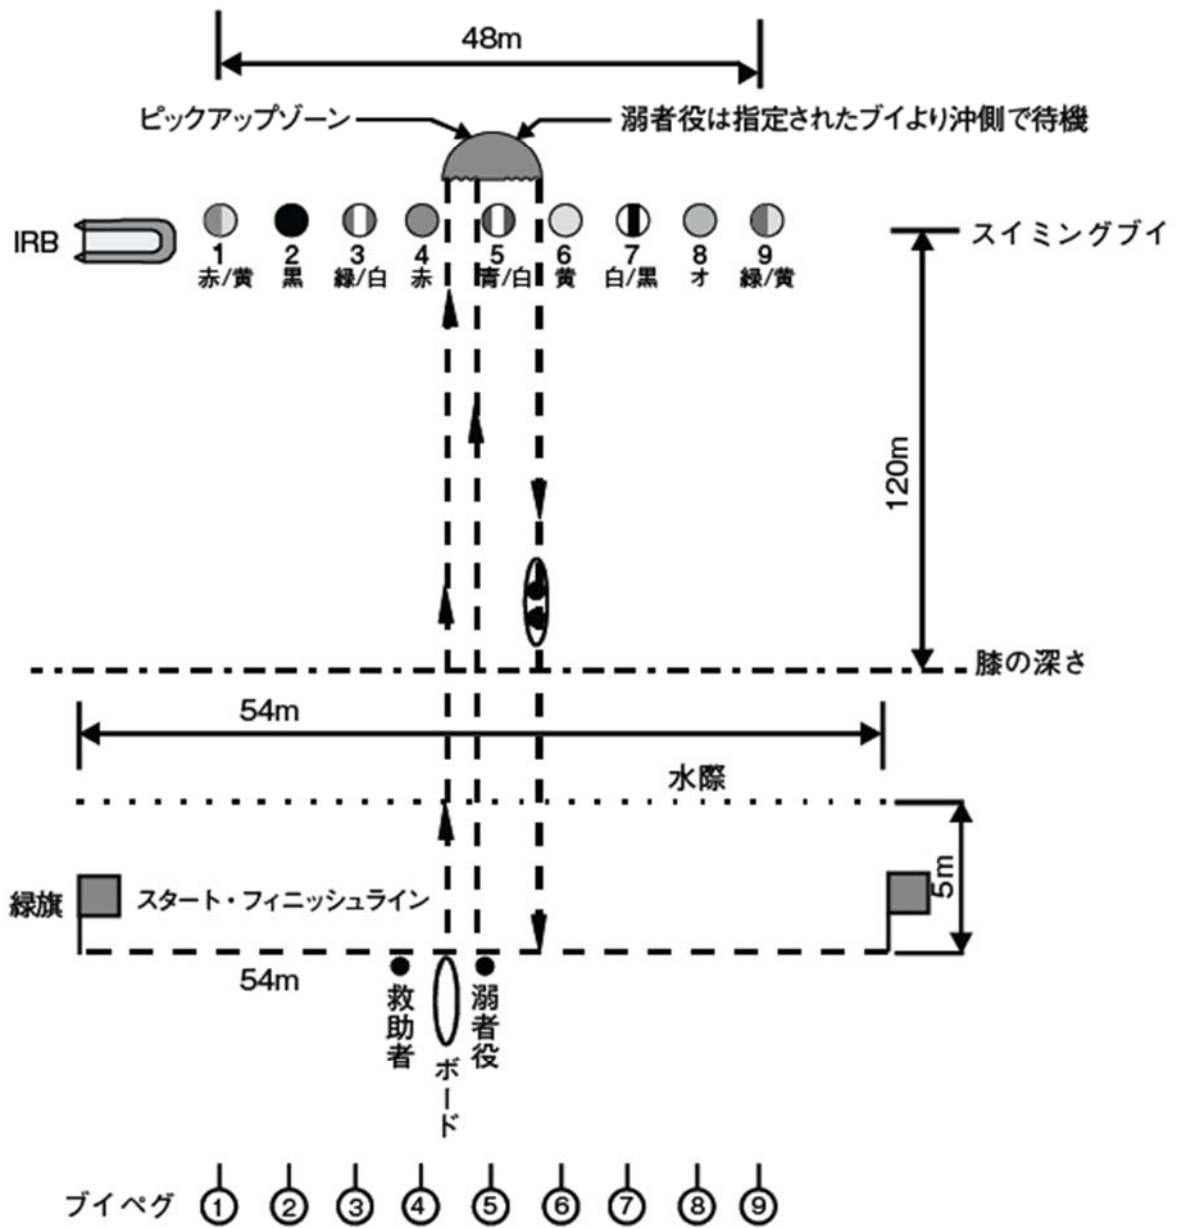 48m
ピックアップゾーン
溺者役は指定されたブイより沖側で待機
IRB
1 2 3 4 5 6 7 8 9
赤/黄 黒 緑/白 赤 青/白 黄 白/黒 オ 緑/黄
スイミングブイ
120m
膝の深さ
54m
水際
緑旗
スタート・フィニッシュライン
5m
54m
救助者
ボード
溺者役
ブイペグ ① ② ③ ④ ⑤ ⑥ ⑦ ⑧ ⑨